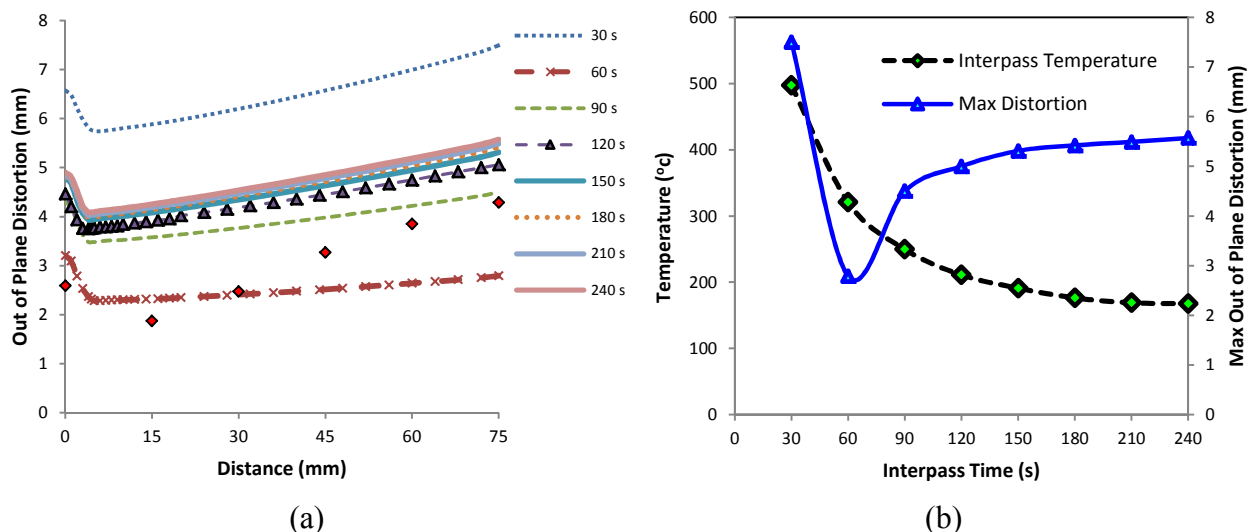 Out of Plane Distortion (mm)
8
7
6
5
4
3
2
1
0
0 15 30 45 60 75
Distance (mm)
30 s
60 s
90 s
120 s
150 s
180 s
210 s
240 s
(a)
Temperature (ºc)
600
500
400
300
200
100
0
0 30 60 90 120 150 180 210 240
Interpass Time (s)
Interpass Temperature
Max Distortion
8
7
6
5
4
3
2
1
0
Max Out of Plane Distortion (mm)
(b)